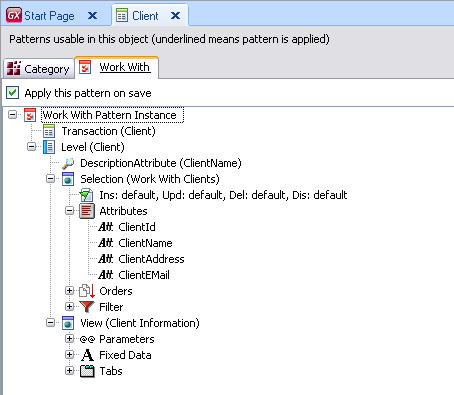 GX Start Page
Client
Patterns usable in this object (underlined means pattern is applied)
Category
Work With
Apply this pattern on save
Work With Pattern Instance
Transaction (Client)
Level (Client)
DescriptionAttribute (ClientName)
Selection (Work With Clients)
Ins: default, Upd: default, Del: default, Dis: default
Attributes
Att ClientId
Att ClientName
Att ClientAddress
Att ClientEMail
Orders
Filter
View (Client Information)
@@ Parameters
A Fixed Data
Tabs